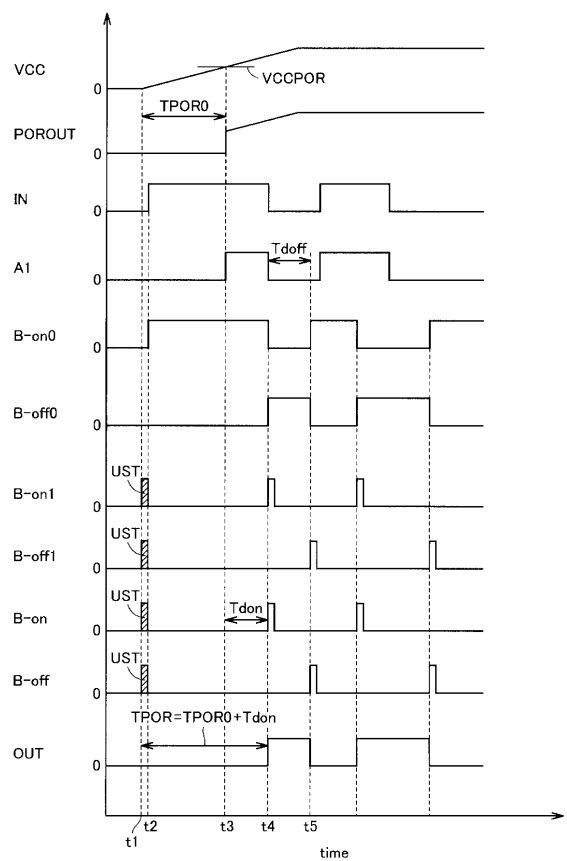 VCC
0
VCCPOR
TPOR0
POROUT
0
IN
0
A1
0
Tdoff
B-on0
0
B-off0
0
UST
B-on1
0
UST
B-off1
0
UST
B-on
0
Tdon
UST
B-off
0
TPOR=TPOR0+Tdon
OUT
0
t1
t2
t3
t4
t5
time